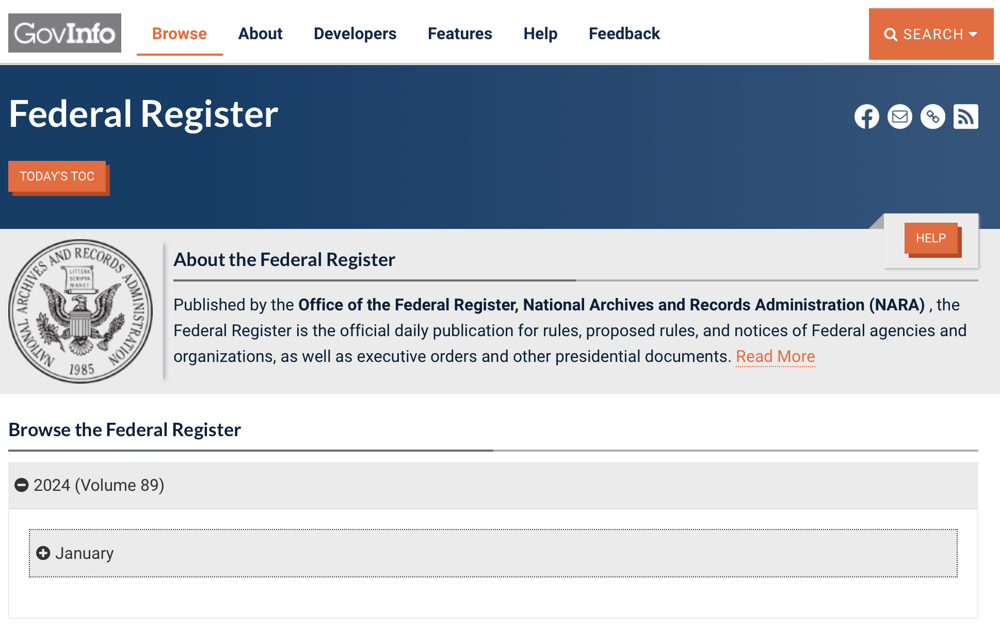 GovInfo
Browse
About
Developers
Features
Help
Feedback
SEARCH
Federal Register
TODAY'S TOC
HELP
NATIONAL ARCHIVES AND RECORDS ADMINISTRATION
LITTERA
SCRIPTA
MANET
1985
About the Federal Register
Published by the Office of the Federal Register, National Archives and Records Administration (NARA) , the
Federal Register is the official daily publication for rules, proposed rules, and notices of Federal agencies and
organizations, as well as executive orders and other presidential documents. Read More
Browse the Federal Register
2024 (Volume 89)
January